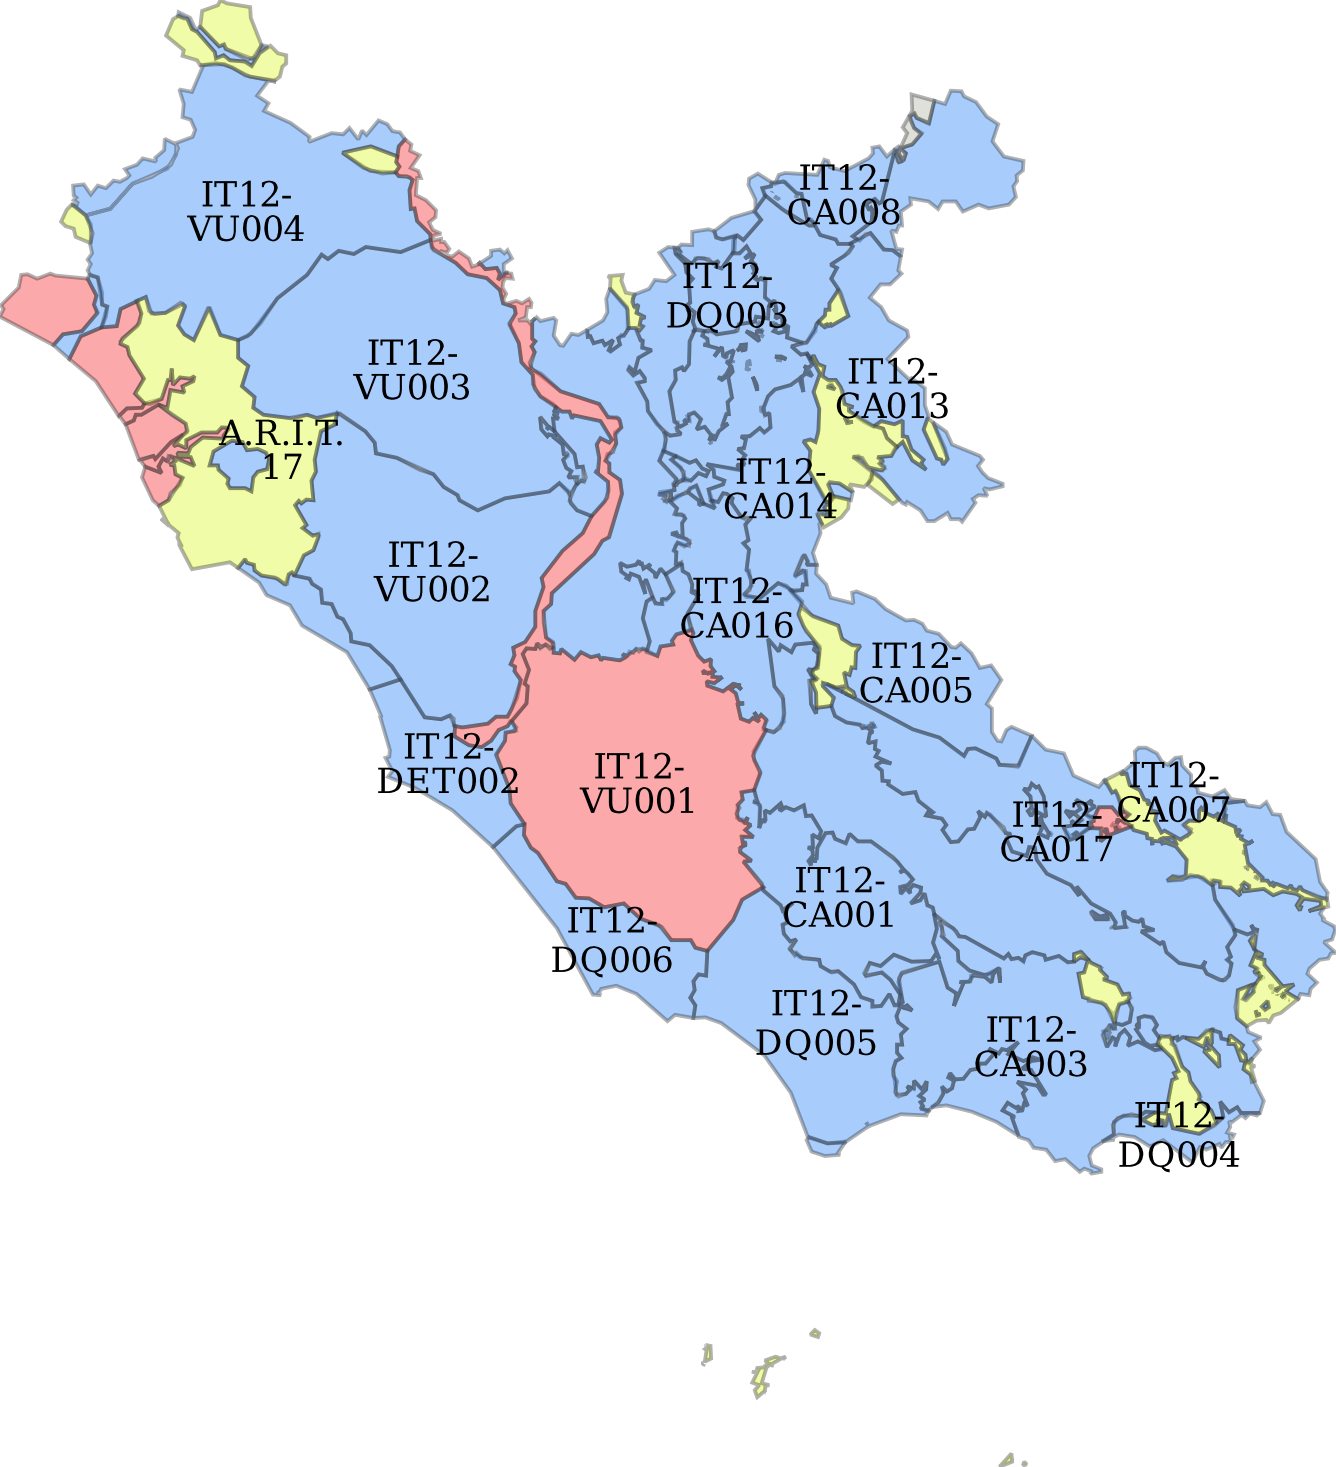 IT12-
CA008
IT12-
VU004
IT12-
DQ003
IT12-
VU003
IT12-
CA013
A.R.I.T.
17
IT12-
CA014
IT12-
VU002
IT12-
CA016
IT12-
CA005
IT12-
DET002
IT12-
VU001
IT12-
CA007
IT12-
CA017
IT12-
CA001
IT12-
DQ006
IT12-
DQ005
IT12-
CA003
IT12-
DQ004